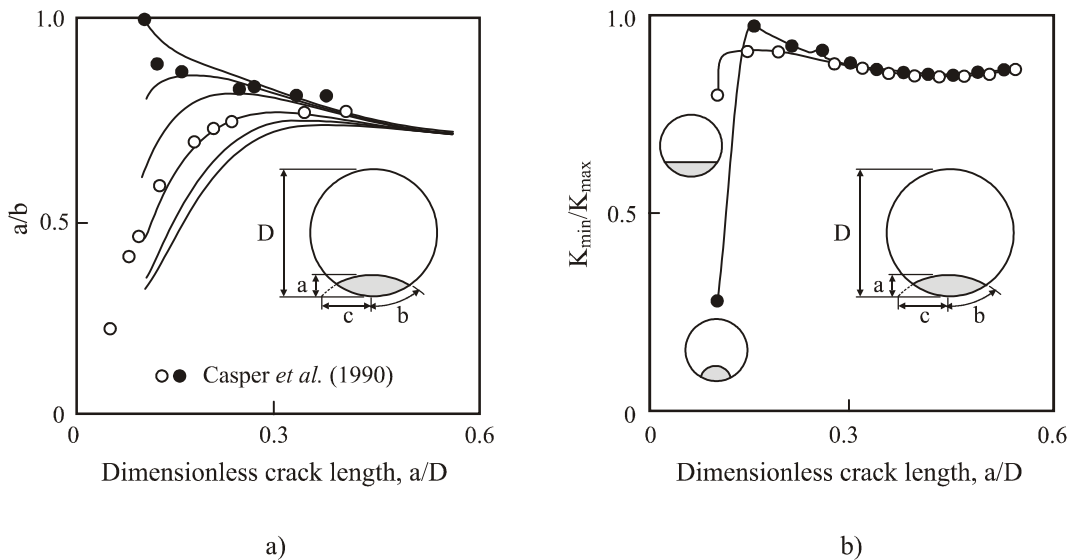 1.0
0.5
0
a/b
D
a
c
b
Casper et al. (1990)
0
0.3
0.6
Dimensionless crack length, a/D
a)
1.0
0.5
0
Kmin/Kmax
D
a
c
b
0
0.3
0.6
Dimensionless crack length, a/D
b)